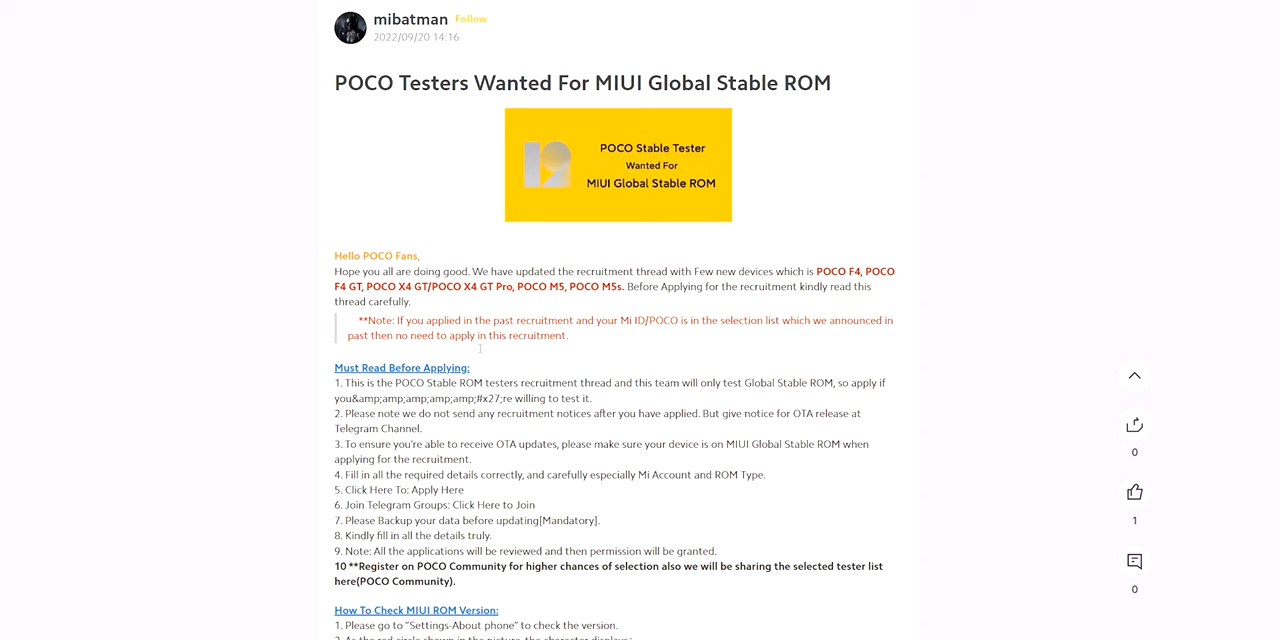 mibatman Follow
2022/09/20 14:16
POCO Testers Wanted For MIUI Global Stable ROM
POCO Stable Tester
Wanted For
MIUI Global Stable ROM
Hello POCO Fans,
Hope you all are doing good. We have updated the recruitment thread with Few new devices which is POCO F4, POCO
F4 GT, POCO X4 GT/POCO X4 GT Pro, POCO M5, POCO M5s. Before Applying for the recruitment kindly read this
thread carefully.
**Note: If you applied in the past recruitment and your Mi ID/POCO is in the selection list which we announced in
past then no need to apply in this recruitment.
Must Read Before Applying:
1. This is the POCO Stable ROM testers recruitment thread and this team will only test Global Stable ROM, so apply if
you&amp;amp;amp;amp;amp;#x27;re willing to test it.
2. Please note we do not send any recruitment notices after you have applied. But give notice for OTA release at
Telegram Channel.
3. To ensure you're able to receive OTA updates, please make sure your device is on MIUI Global Stable ROM when
applying for the recruitment.
4. Fill in all the required details correctly, and carefully especially Mi Account and ROM Type.
5. Click Here To: Apply Here
6. Join Telegram Groups: Click Here to Join
7. Please Backup your data before updating[Mandatory].
8. Kindly fill in all the details truly.
9. Note: All the applications will be reviewed and then permission will be granted.
10 **Register on POCO Community for higher chances of selection also we will be sharing the selected tester list
here(POCO Community).
How To Check MIUI ROM Version:
1. Please go to "Settings-About phone" to check the version.
2. As the red circle shown in the picture, the character displays:
0
1
0